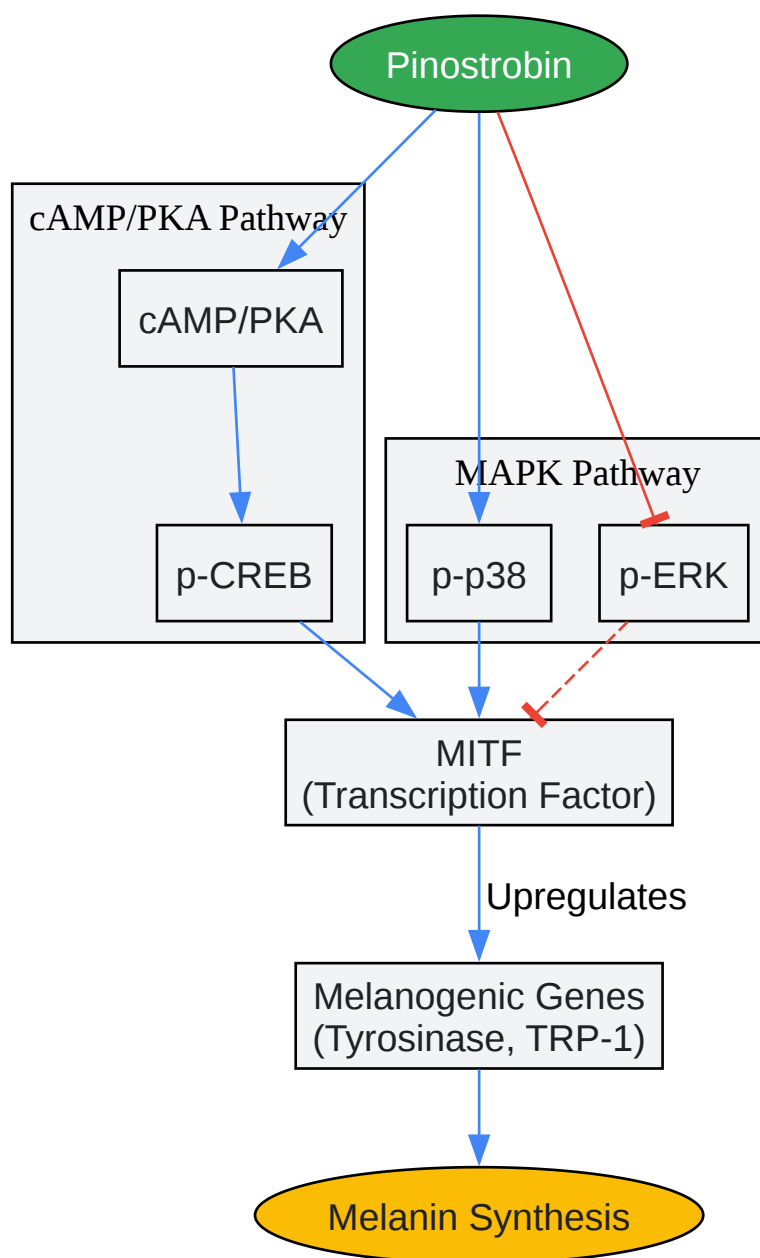 Pinostrobin
cAMP/PKA Pathway
cAMP/PKA
MAPK Pathway
p-CREB
p-p38
p-ERK
MITF
(Transcription Factor)
Upregulates
Melanogenic Genes
(Tyrosinase, TRP-1)
Melanin Synthesis